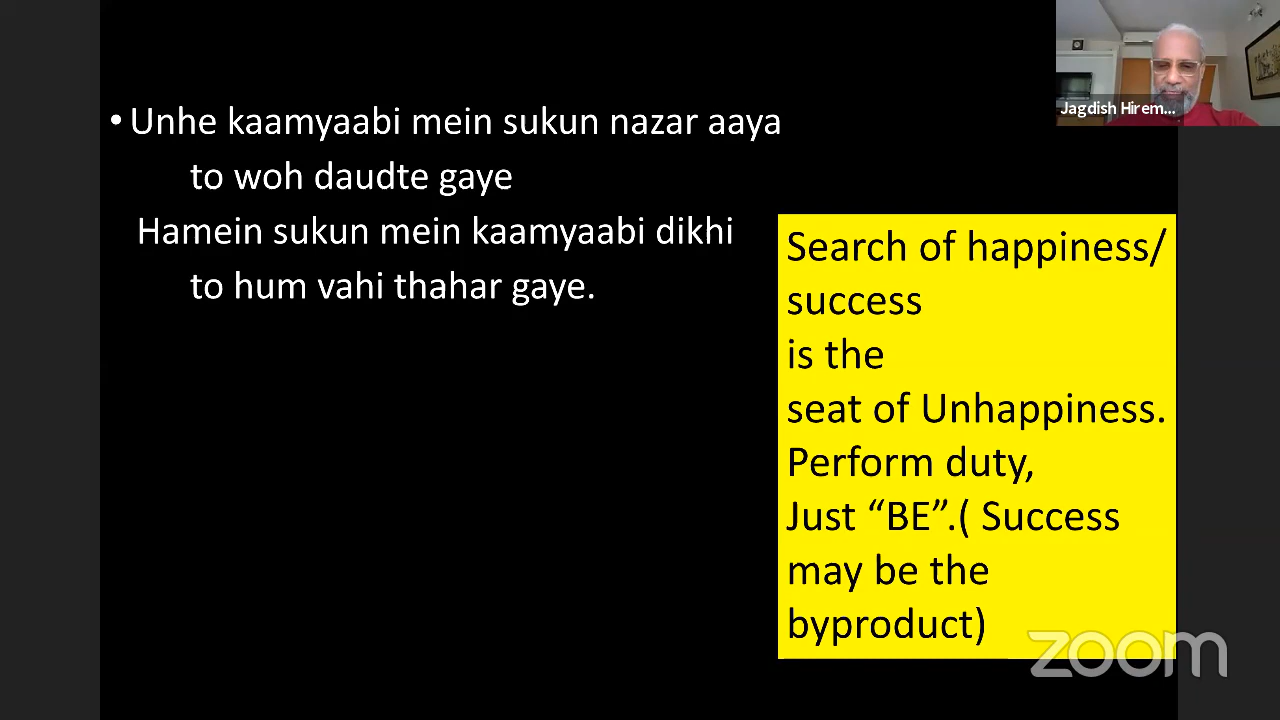 • Unhe kaamyaabi mein sukun nazar aaya
to woh daudte gaye
Hamein sukun mein kaamyaabi dikhi
to hum vahi thahar gaye.
Search of happiness/
success
is the
seat of Unhappiness.
Perform duty,
Just “BE”.( Success
may be the
byproduct)
Jagdish Hirem...
zoom